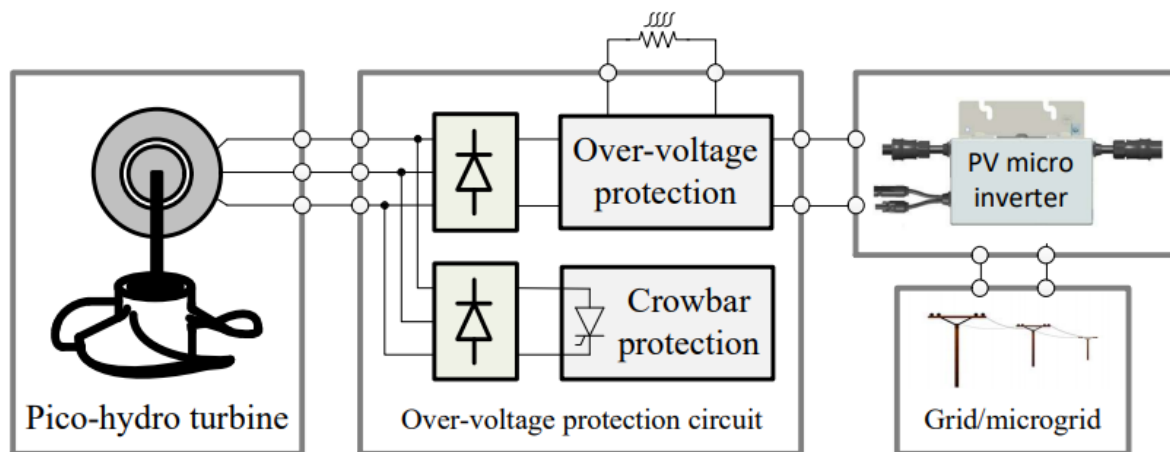 Over-voltage
protection
PV micro
inverter
Crowbar
protection
Pico-hydro turbine
Over-voltage protection circuit
Grid/microgrid